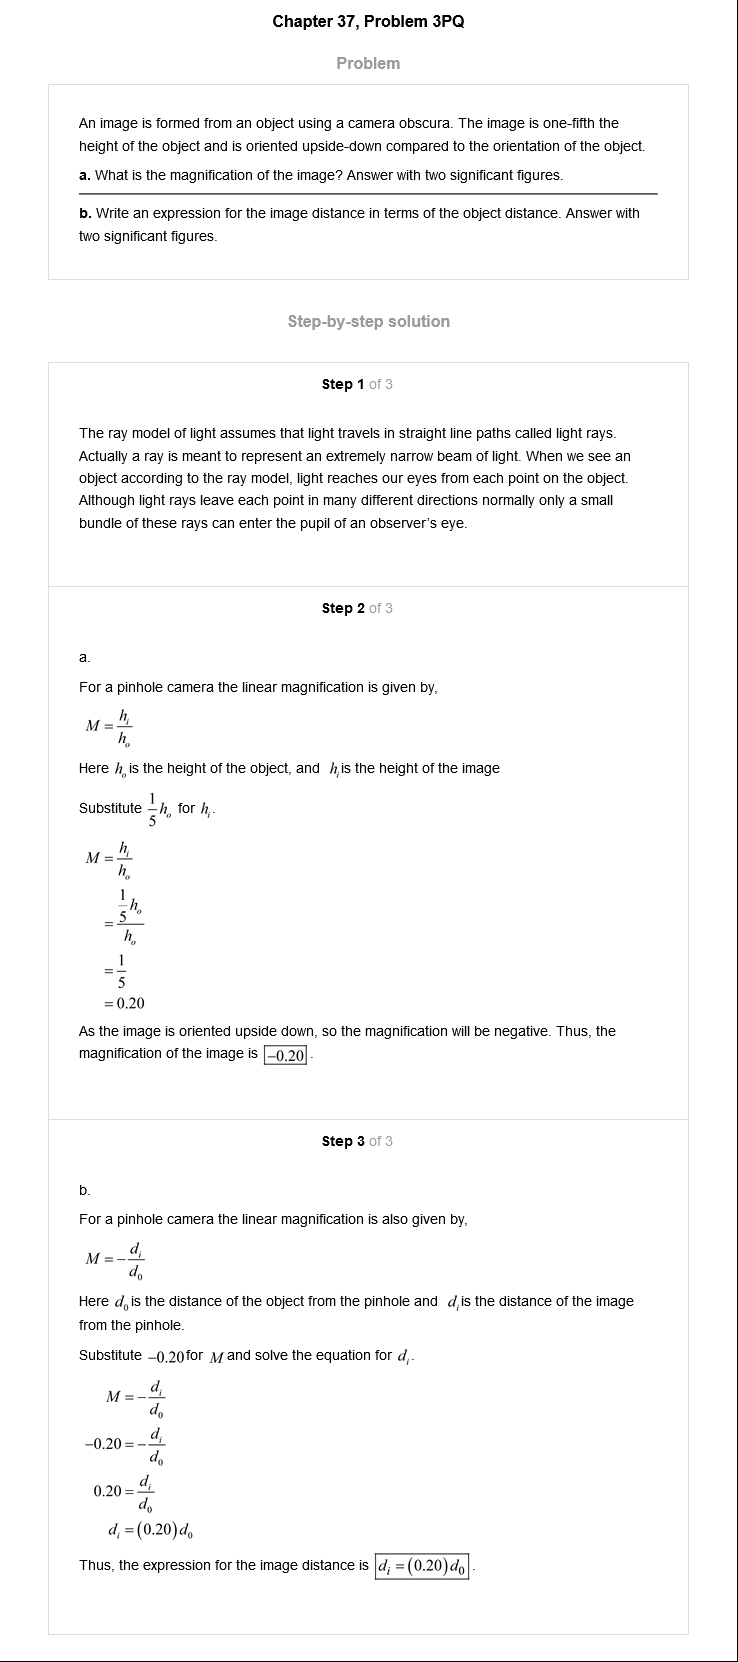 Chapter 37, Problem 3PQ
Problem
An image is formed from an object using a camera obscura. The image is one-fifth the
height of the object and is oriented upside-down compared to the orientation of the object.
a. What is the magnification of the image? Answer with two significant figures.
b. Write an expression for the image distance in terms of the object distance. Answer with
two significant figures.
Step-by-step solution
Step 1 of 3
The ray model of light assumes that light travels in straight line paths called light rays.
Actually a ray is meant to represent an extremely narrow beam of light. When we see an
object according to the ray model, light reaches our eyes from each point on the object.
Although light rays leave each point in many different directions normally only a small
bundle of these rays can enter the pupil of an observer's eye.
Step 2 of 3
a.
For a pinhole camera the linear magnification is given by,
M = h_i / h_o
Here h_o is the height of the object, and h_i is the height of the image
Substitute 1/5 h_o for h_i.
M = h_i / h_o
= (1/5 h_o) / h_o
= 1/5
= 0.20
As the image is oriented upside down, so the magnification will be negative. Thus, the
magnification of the image is −0.20.
Step 3 of 3
b.
For a pinhole camera the linear magnification is also given by,
M = − d_i / d_0
Here d_0 is the distance of the object from the pinhole and d_i is the distance of the image
from the pinhole.
Substitute −0.20 for M and solve the equation for d_i.
M = − d_i / d_0
−0.20 = − d_i / d_0
0.20 = d_i / d_0
d_i = (0.20) d_0
Thus, the expression for the image distance is d_i = (0.20) d_0.